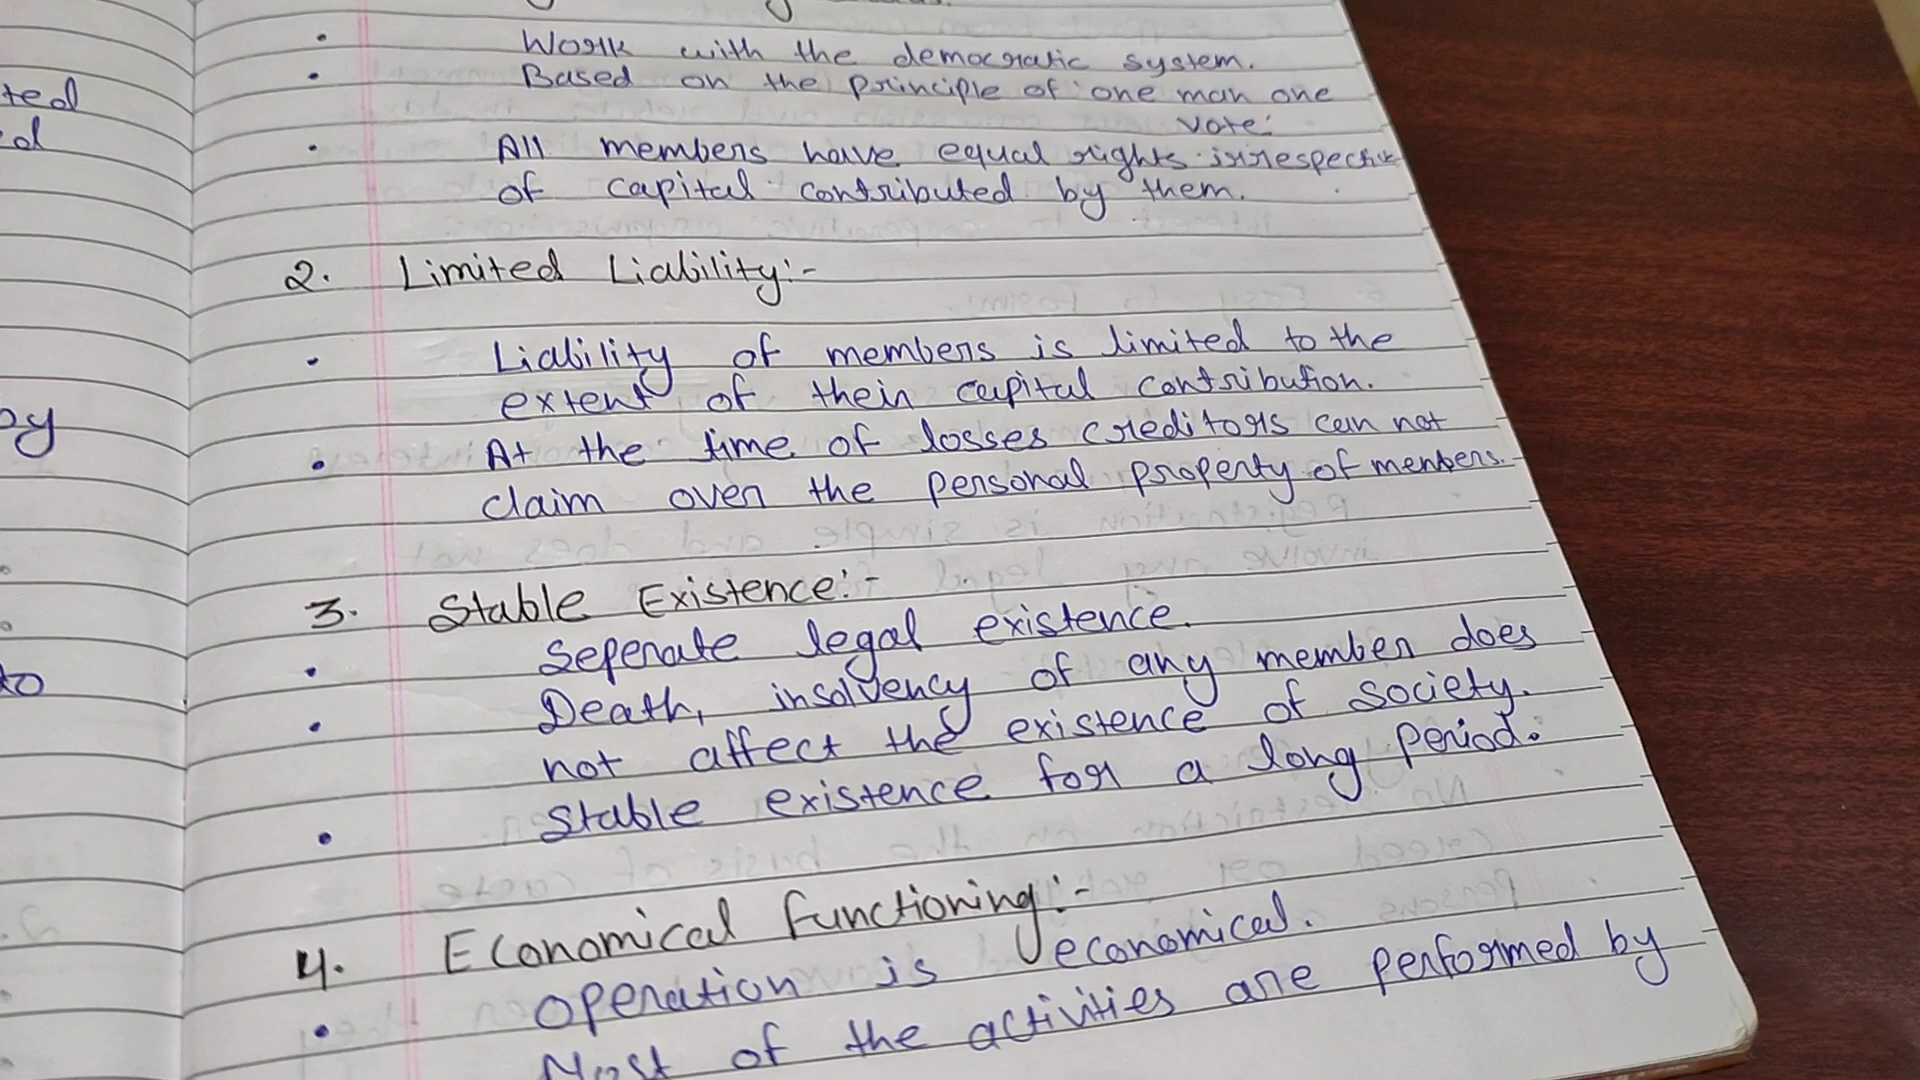 Work with the democratic system.
Based on the principle of one man one
vote.
All members have equal rights irrespective
of capital contributed by them.
2. Limited Liability:-
Liability of members is limited to the
extent of their capital contribution.
At the time of losses creditors can not
claim over the personal property of members.
3. Stable Existence:-
Seperate legal existence.
Death, insolvency of any member does
not affect the existence of society.
Stable existence for a long period.
4. Economical Functioning:-
Operation is economical.
Most of the activities are performed by